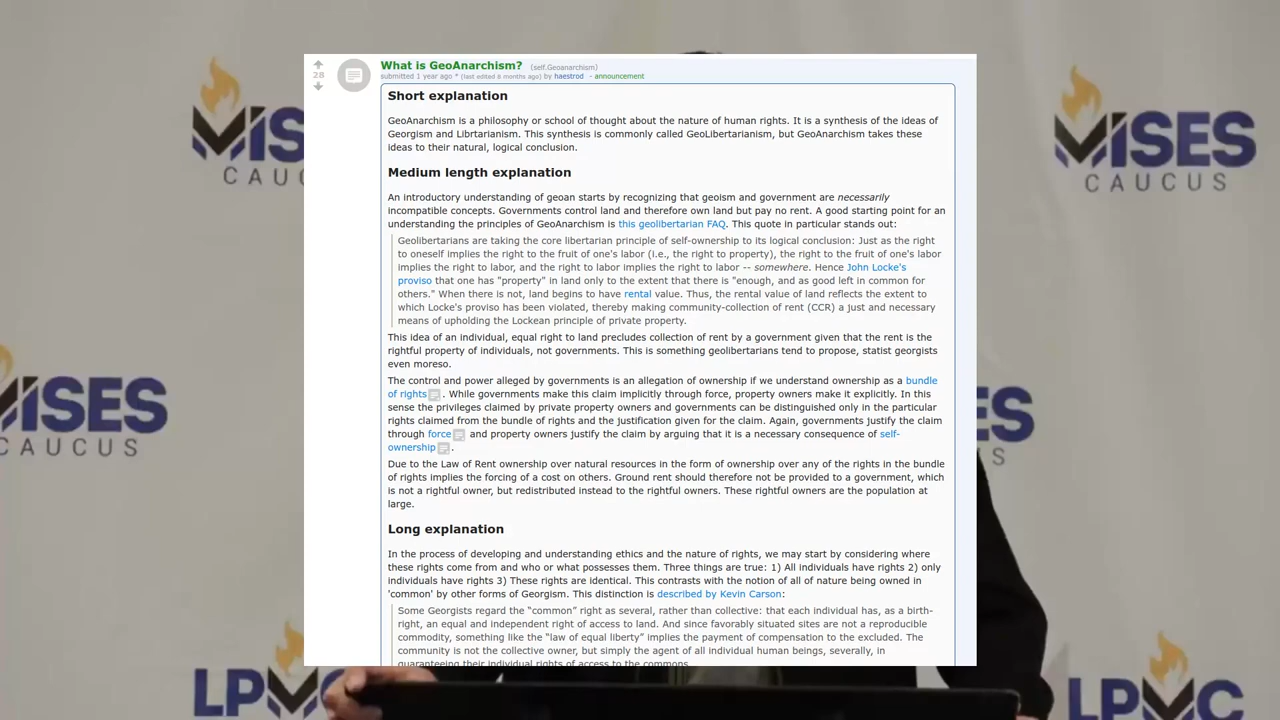 What is GeoAnarchism? (self.Geoanarchism)
28
submitted 1 year ago * (last edited 8 months ago) by haestrod - announcement
Short explanation
GeoAnarchism is a philosophy or school of thought about the nature of human rights. It is a synthesis of the ideas of
Georgism and Librtarianism. This synthesis is commonly called GeoLibertarianism, but GeoAnarchism takes these
ideas to their natural, logical conclusion.
Medium length explanation
An introductory understanding of geoan starts by recognizing that geoism and government are necessarily
incompatible concepts. Governments control land and therefore own land but pay no rent. A good starting point for an
understanding the principles of GeoAnarchism is this geolibertarian FAQ. This quote in particular stands out:
Geolibertarians are taking the core libertarian principle of self-ownership to its logical conclusion: Just as the right
to oneself implies the right to the fruit of one's labor (i.e., the right to property), the right to the fruit of one's labor
implies the right to labor, and the right to labor implies the right to labor -- somewhere. Hence John Locke's
proviso that one has "property" in land only to the extent that there is "enough, and as good left in common for
others." When there is not, land begins to have rental value. Thus, the rental value of land reflects the extent to
which Locke's proviso has been violated, thereby making community-collection of rent (CCR) a just and necessary
means of upholding the Lockean principle of private property.
This idea of an individual, equal right to land precludes collection of rent by a government given that the rent is the
rightful property of individuals, not governments. This is something geolibertarians tend to propose, statist georgists
even moreso.
The control and power alleged by governments is an allegation of ownership if we understand ownership as a bundle
of rights. While governments make this claim implicitly through force, property owners make it explicitly. In this
sense the privileges claimed by private property owners and governments can be distinguished only in the particular
rights claimed from the bundle of rights and the justification given for the claim. Again, governments justify the claim
through force and property owners justify the claim by arguing that it is a necessary consequence of self-
ownership.
Due to the Law of Rent ownership over natural resources in the form of ownership over any of the rights in the bundle
of rights implies the forcing of a cost on others. Ground rent should therefore not be provided to a government, which
is not a rightful owner, but redistributed instead to the rightful owners. These rightful owners are the population at
large.
Long explanation
In the process of developing and understanding ethics and the nature of rights, we may start by considering where
these rights come from and who or what possesses them. Three things are true: 1) All individuals have rights 2) only
individuals have rights 3) These rights are identical. This contrasts with the notion of all of nature being owned in
'common' by other forms of Georgism. This distinction is described by Kevin Carson:
Some Georgists regard the “common” right as several, rather than collective: that each individual has, as a birth-
right, an equal and independent right of access to land. And since favorably situated sites are not a reproducible
commodity, something like the “law of equal liberty” implies the payment of compensation to the excluded. The
community is not the collective owner, but simply the agent of all individual human beings, severally, in
guaranteeing their individual rights of access to the commons.
MISES
CAUCUS
MISES
CAUCUS
MISES
CAUCUS
LPMC
LPMC